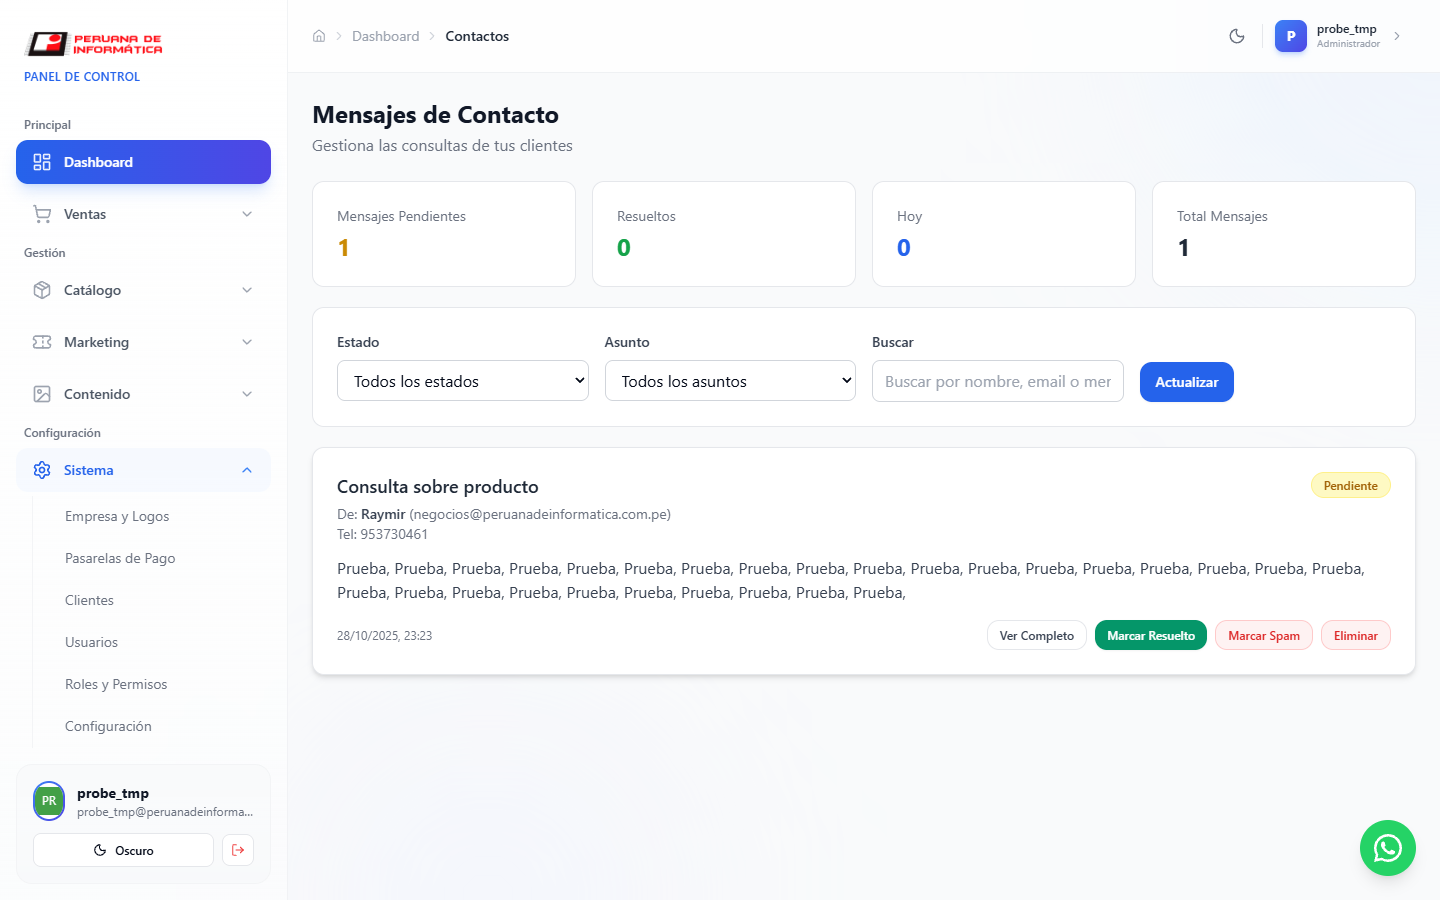 PERUANA DE
INFORMÁTICA
PANEL DE CONTROL
Principal
Dashboard
Ventas
Gestión
Catálogo
Marketing
Contenido
Configuración
Sistema
Empresa y Logos
Pasarelas de Pago
Clientes
Usuarios
Roles y Permisos
Configuración
PR
probe_tmp
probe_tmp@peruanadeinforma...
Oscuro
Dashboard
Contactos
P
probe_tmp
Administrador
Mensajes de Contacto
Gestiona las consultas de tus clientes
Mensajes Pendientes
1
Resueltos
0
Hoy
0
Total Mensajes
1
Estado
Todos los estados
Asunto
Todos los asuntos
Buscar
Buscar por nombre, email o mer
Actualizar
Consulta sobre producto
Pendiente
De: Raymir (negocios@peruanadeinformatica.com.pe)
Tel: 953730461
Prueba, Prueba, Prueba, Prueba, Prueba, Prueba, Prueba, Prueba, Prueba, Prueba, Prueba, Prueba, Prueba, Prueba, Prueba, Prueba, Prueba, Prueba,
Prueba, Prueba, Prueba, Prueba, Prueba, Prueba, Prueba, Prueba, Prueba, Prueba,
28/10/2025, 23:23
Ver Completo
Marcar Resuelto
Marcar Spam
Eliminar